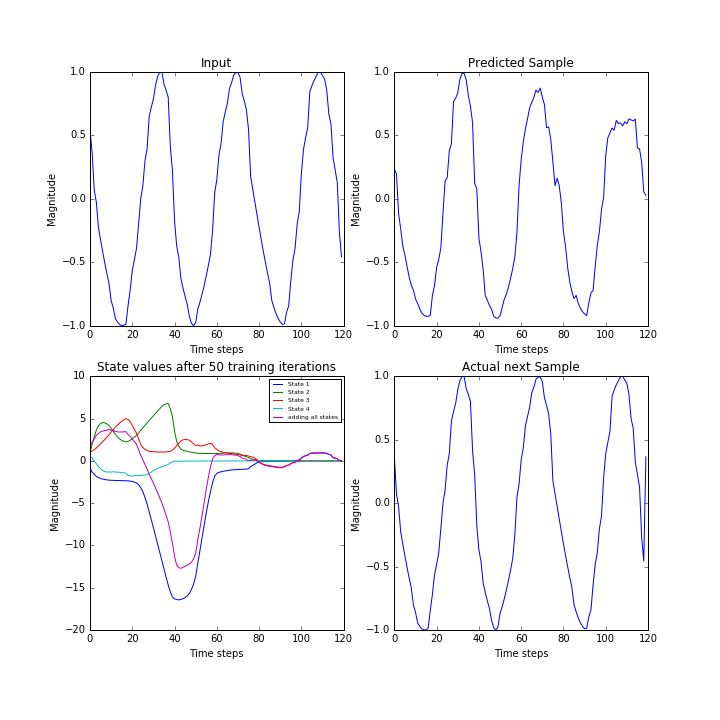 Input
1.0
0.5
0.0
−0.5
−1.0
Magnitude
0 20 40 60 80 100 120
Time steps
Predicted Sample
1.0
0.5
0.0
−0.5
−1.0
Magnitude
0 20 40 60 80 100 120
Time steps
State values after 50 training iterations
10
5
0
−5
−10
−15
−20
Magnitude
State 1
State 2
State 3
State 4
adding all states
0 20 40 60 80 100 120
Time steps
Actual next Sample
1.0
0.5
0.0
−0.5
−1.0
Magnitude
0 20 40 60 80 100 120
Time steps